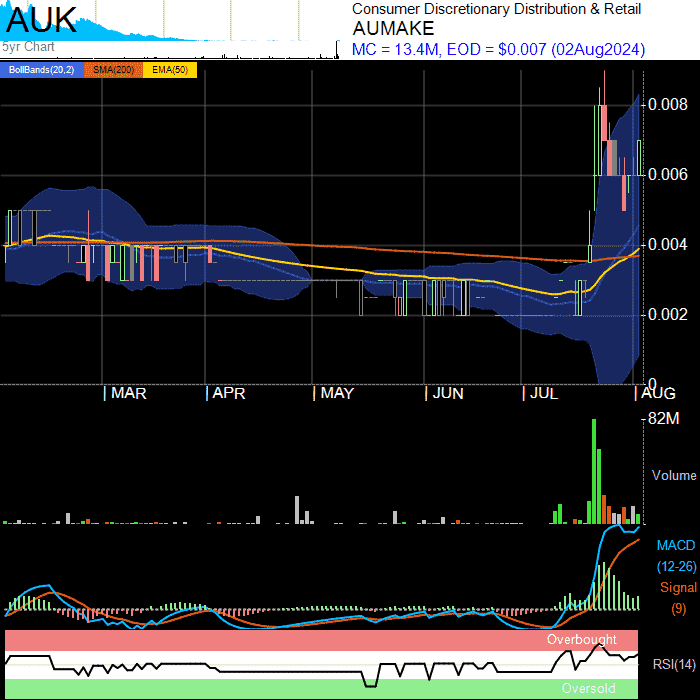 AUK
5yr Chart
Consumer Discretionary Distribution & Retail
AUMAKE
MC = 13.4M, EOD = $0.007 (02Aug2024)
BollBands(20,2) SMA(200) EMA(50)
0.008
0.006
0.004
0.002
0
MAR APR MAY JUN JUL AUG
82M
Volume
MACD
(12-26)
Signal
(9)
Overbought
RSI(14)
Oversold